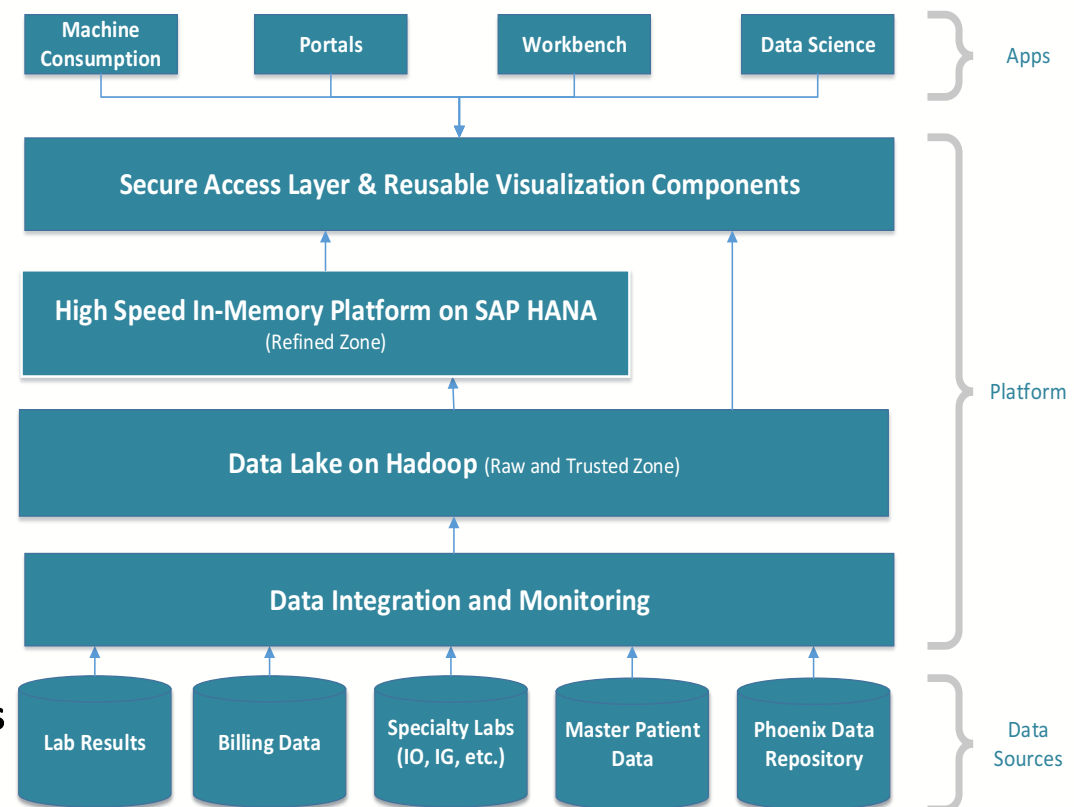 Machine
Consumption
Portals
Workbench
Data Science
Apps
Secure Access Layer & Reusable Visualization Components
High Speed In-Memory Platform on SAP HANA
(Refined Zone)
Platform
Data Lake on Hadoop (Raw and Trusted Zone)
Data Integration and Monitoring
s
Lab Results
Billing Data
Specialty Labs
(IO, IG, etc.)
Master Patient
Data
Phoenix Data
Repository
Data
Sources